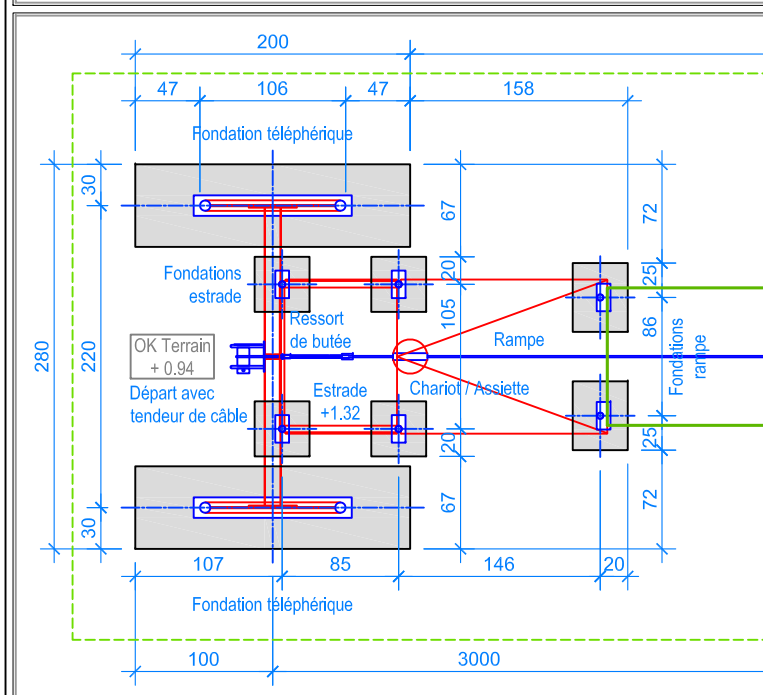 200
47
106
47
158
Fondation téléphérique
30
67
72
Fondations
estrade
20
25
Ressort
de butée
105
86
Rampe
Fondations
rampe
280
220
OK Terrain
+ 0.94
Départ avec
tendeur de câble
Estrade
+1.32
Chariot / Assiette
20
25
30
67
72
107
85
146
20
Fondation téléphérique
100
3000